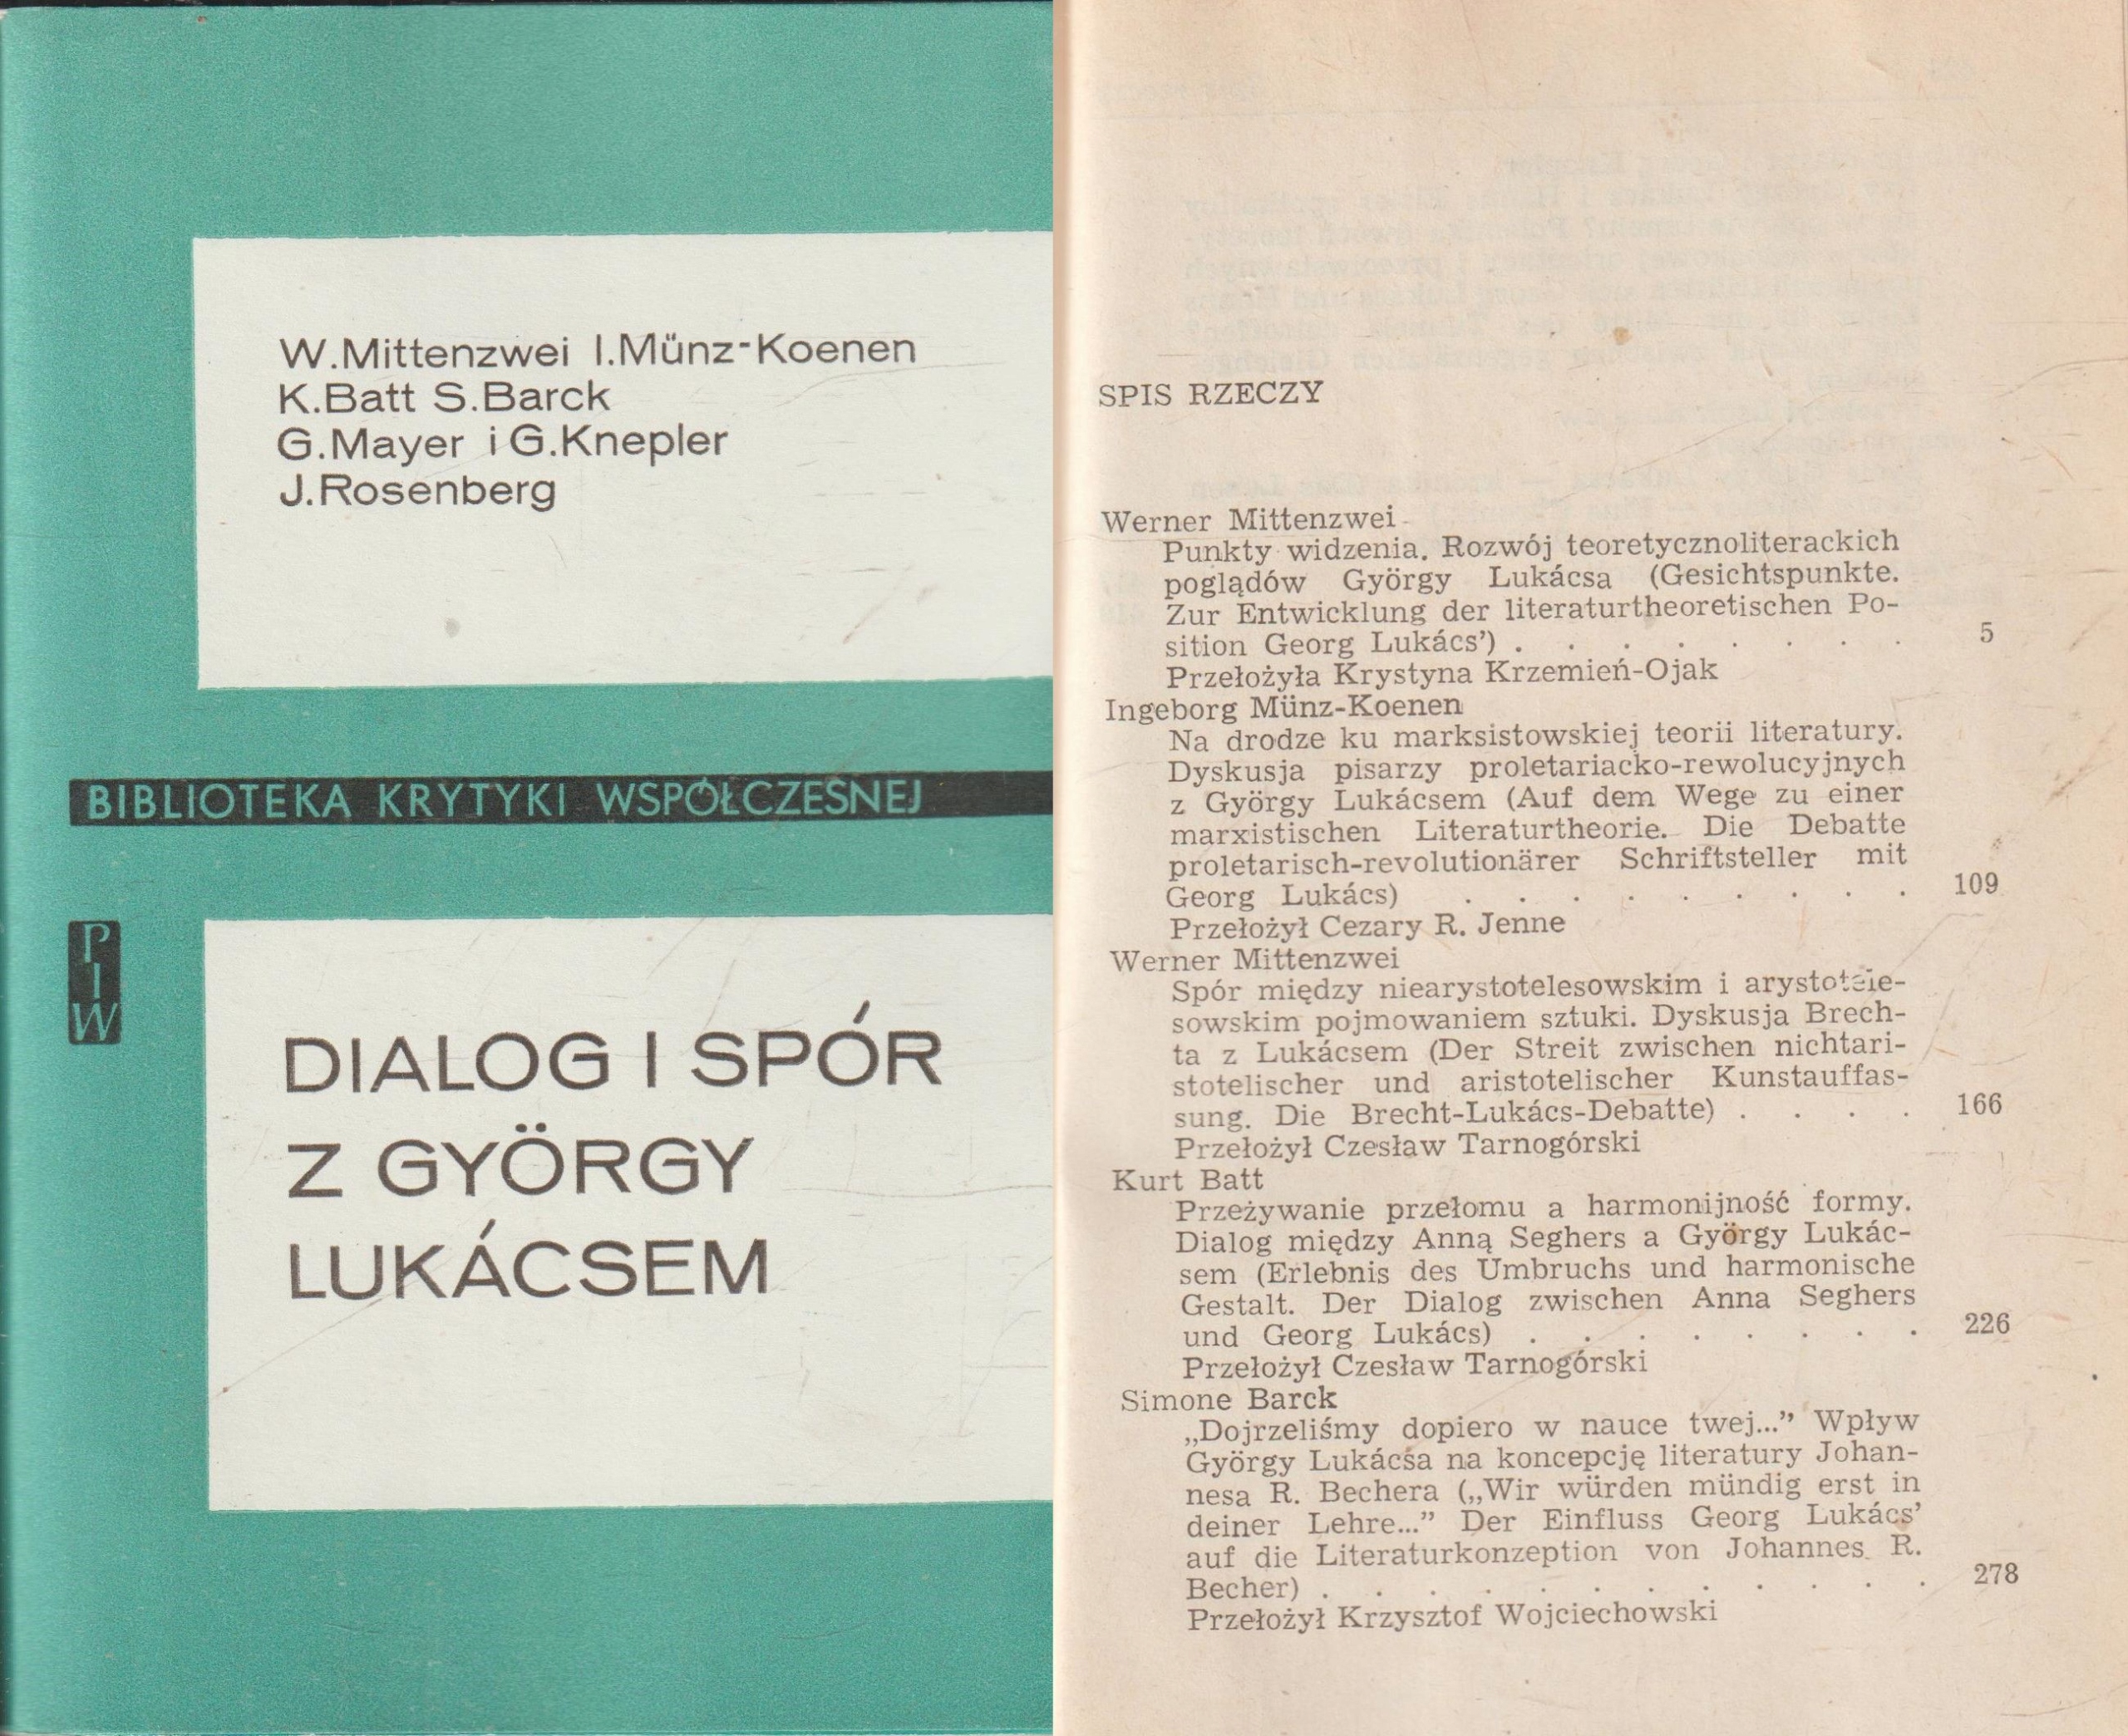 W.Mittenzwei I.Münz-Koenen
K.Batt S.Barck
G.Mayer i G.Knepler
J.Rosenberg
BIBLIOTEKA KRYTYKI WSPÓŁCZESNEJ
PIW
DIALOG I SPÓR
Z GYÖRGY
LUKÁCSEM
SPIS RZECZY
Werner Mittenzwei
Punkty widzenia. Rozwój teoretycznoliterackich
poglądów György Lukácsa (Gesichtspunkte.
Zur Entwicklung der literaturtheoretischen Po-
sition Georg Lukács’) . . . . . . . . 5
Przełożyła Krystyna Krzemień-Ojak
Ingeborg Münz-Koenen
Na drodze ku marksistowskiej teorii literatury.
Dyskusja pisarzy proletariacko-rewolucyjnych
z György Lukácsem (Auf dem Wege zu einer
marxistischen Literaturtheorie. Die Debatte
proletarisch-revolutionärer Schriftsteller mit
Georg Lukács) . . . . . . . . . 109
Przełożył Cezary R. Jenne
Werner Mittenzwei
Spór między niearystotelesowskim i arystotele-
sowskim pojmowaniem sztuki. Dyskusja Brech-
ta z Lukácsem (Der Streit zwischen nichtari-
stotelischer und aristotelischer Kunstauffas-
sung. Die Brecht-Lukács-Debatte) . . . . 166
Przełożył Czesław Tarnogórski
Kurt Batt
Przeżywanie przełomu a harmonijność formy.
Dialog między Anną Seghers a György Lukác-
sem (Erlebnis des Umbruchs und harmonische
Gestalt. Der Dialog zwischen Anna Seghers
und Georg Lukács) . . . . . . . . 226
Przełożył Czesław Tarnogórski
Simone Barck
„Dojrzeliśmy dopiero w nauce twej...” Wpływ
György Lukácsa na koncepcję literatury Johan-
nesa R. Bechera („Wir würden mündig erst in
deiner Lehre...” Der Einfluss Georg Lukács’
auf die Literaturkonzeption von Johannes R.
Becher) . . . . . . . . . . . . 278
Przełożył Krzysztof Wojciechowski